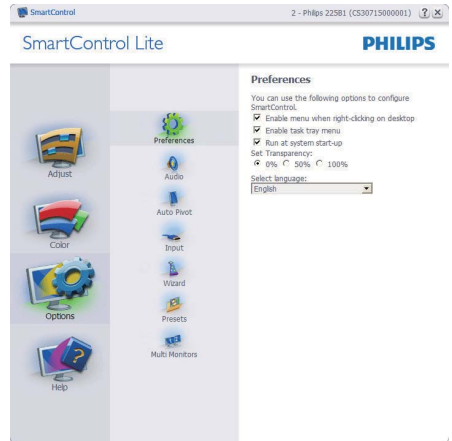 SmartControl
2 - Philips 225B1 (CS30715000001)
SmartControl Lite
PHILIPS
Adjust
Color
Options
Help
Preferences
Audio
Auto Pivot
Input
Wizard
Presets
Multi Monitors
Preferences
You can use the following options to configure
SmartControl.
Enable menu when right-clicking on desktop
Enable task tray menu
Run at system start-up
Set Transparency:
0% 50% 100%
Select language:
English